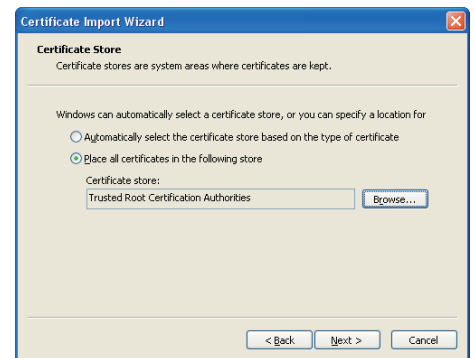 Certificate Import Wizard
Certificate Store
Certificate stores are system areas where certificates are kept.
Windows can automatically select a certificate store, or you can specify a location for
Automatically select the certificate store based on the type of certificate
Place all certificates in the following store
Certificate store:
Trusted Root Certification Authorities
Browse...
< Back
Next >
Cancel